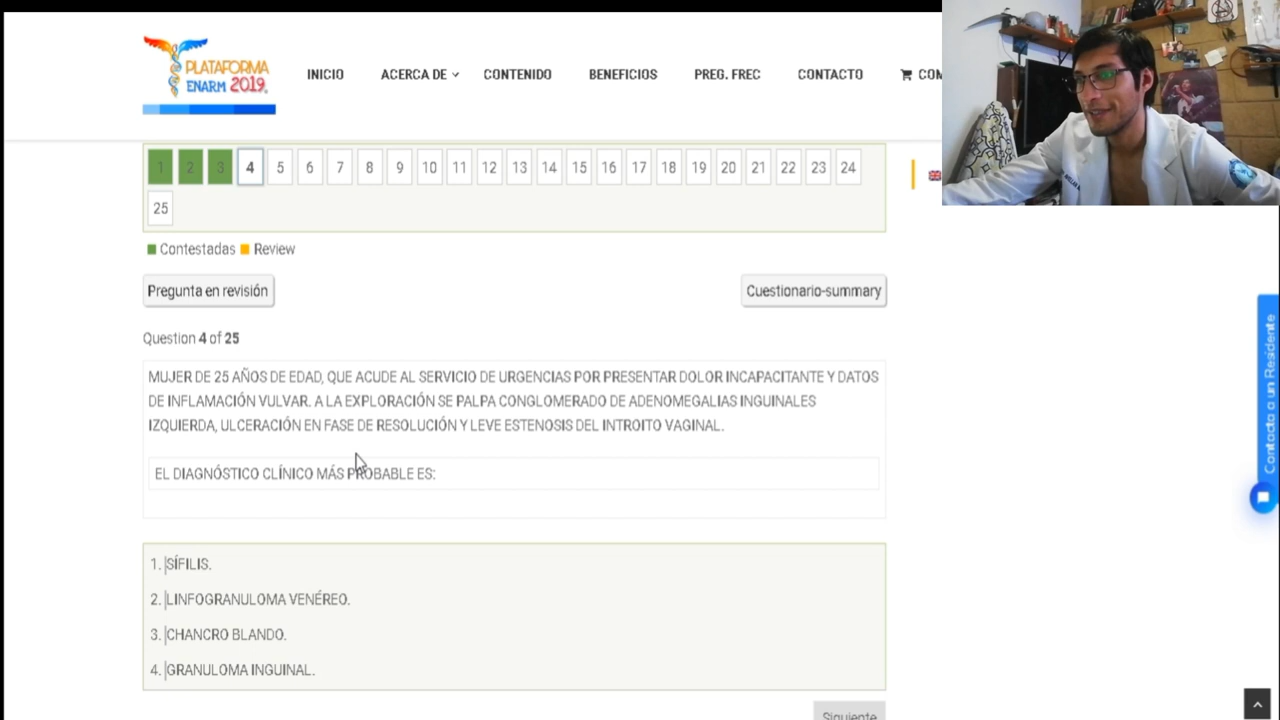 PLATAFORMA
ENARM 2019
INICIO
ACERCA DE
CONTENIDO
BENEFICIOS
PREG. FREC
CONTACTO
COM
1 2 3 4 5 6 7 8 9 10 11 12 13 14 15 16 17 18 19 20 21 22 23 24
25
Contestadas Review
Pregunta en revisión
Cuestionario-summary
Question 4 of 25
MUJER DE 25 AÑOS DE EDAD, QUE ACUDE AL SERVICIO DE URGENCIAS POR PRESENTAR DOLOR INCAPACITANTE Y DATOS
DE INFLAMACIÓN VULVAR. A LA EXPLORACIÓN SE PALPA CONGLOMERADO DE ADENOMEGALIAS INGUINALES
IZQUIERDA, ULCERACIÓN EN FASE DE RESOLUCIÓN Y LEVE ESTENOSIS DEL INTROITO VAGINAL.
EL DIAGNÓSTICO CLÍNICO MÁS PROBABLE ES:
1. SÍFILIS.
2. LINFOGRANULOMA VENÉREO.
3. CHANCRO BLANDO.
4. GRANULOMA INGUINAL.
Siguiente
Contacto a un Residente